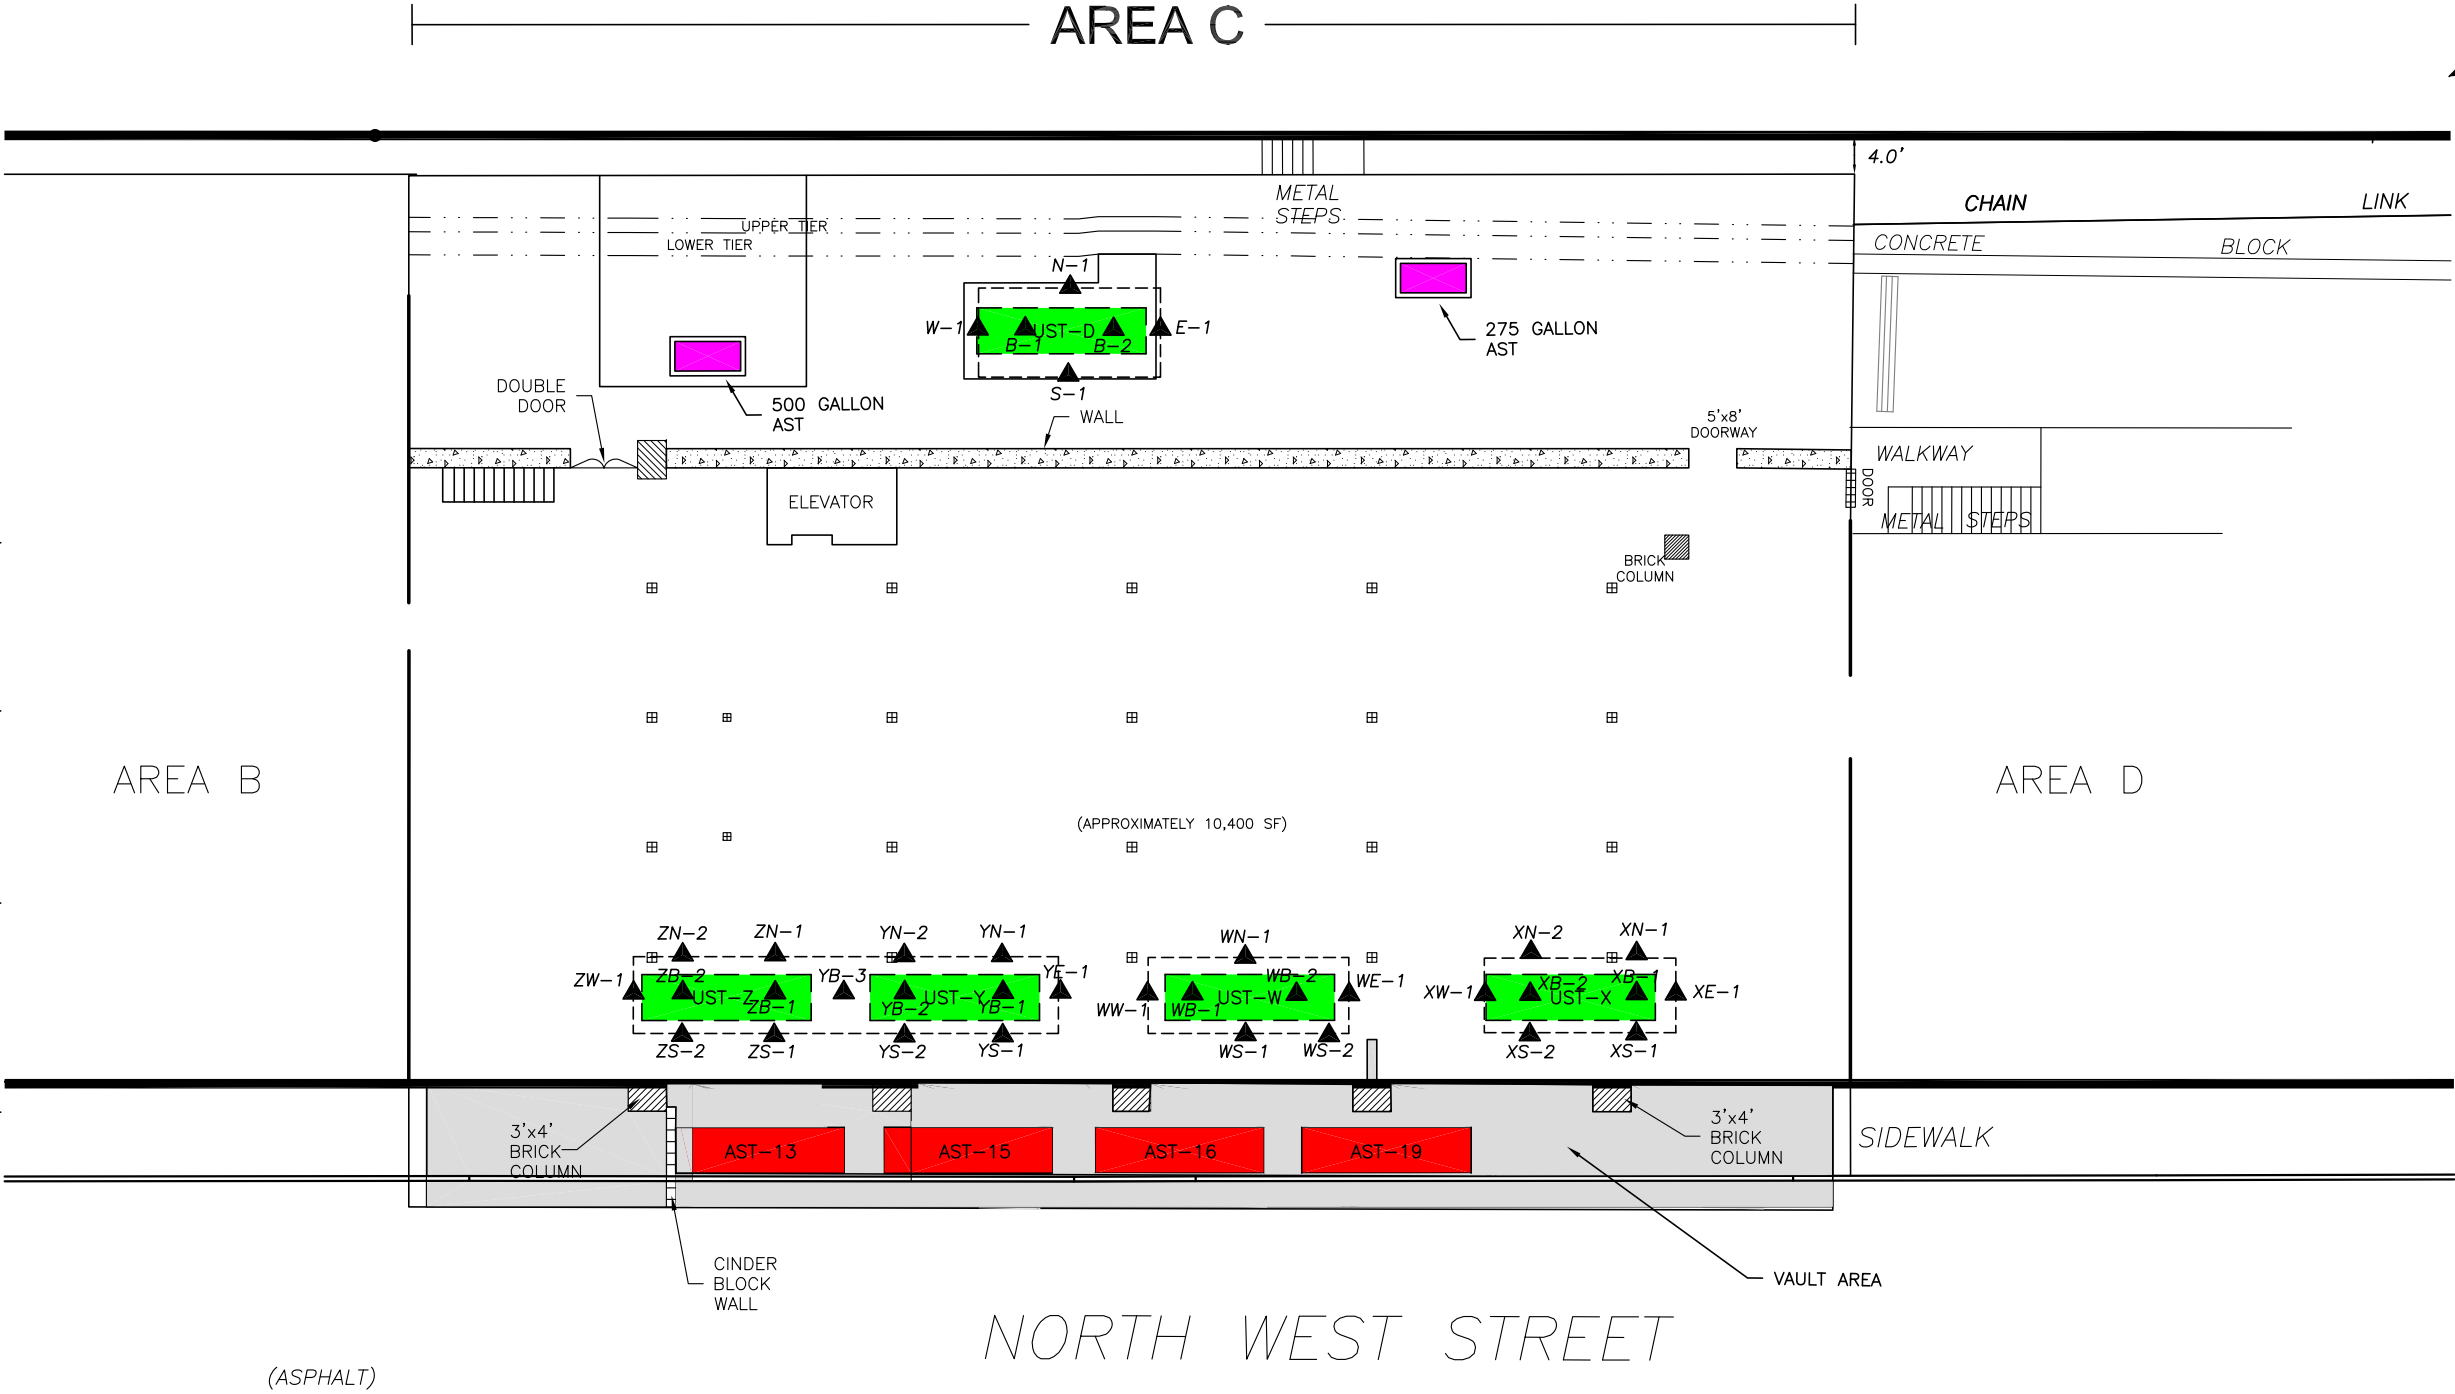 AREA C
4.0'
METAL
STEPS
CHAIN
LINK
UPPER TIER
LOWER TIER
CONCRETE
BLOCK
N-1
W-1
UST-D
E-1
B-1
B-2
275 GALLON
AST
S-1
DOUBLE
DOOR
500 GALLON
AST
WALL
5'x8'
DOORWAY
WALKWAY
DOOR
ELEVATOR
METAL STEPS
BRICK
COLUMN
AREA B
AREA D
(APPROXIMATELY 10,400 SF)
ZN-2
ZN-1
YN-2
YN-1
WN-1
XN-2
XN-1
ZW-1
ZB-2
YB-3
YE-1
WB-2
WE-1
XW-1
XB-2
XB-1
XE-1
UST-Z
UST-Y
UST-W
UST-X
ZB-1
YB-2
YB-1
WW-1
WB-1
ZS-2
ZS-1
YS-2
YS-1
WS-1
WS-2
XS-2
XS-1
3'x4'
BRICK
COLUMN
AST-13
AST-15
AST-16
AST-19
3'x4'
BRICK
COLUMN
SIDEWALK
CINDER
BLOCK
WALL
VAULT AREA
NORTH WEST STREET
(ASPHALT)